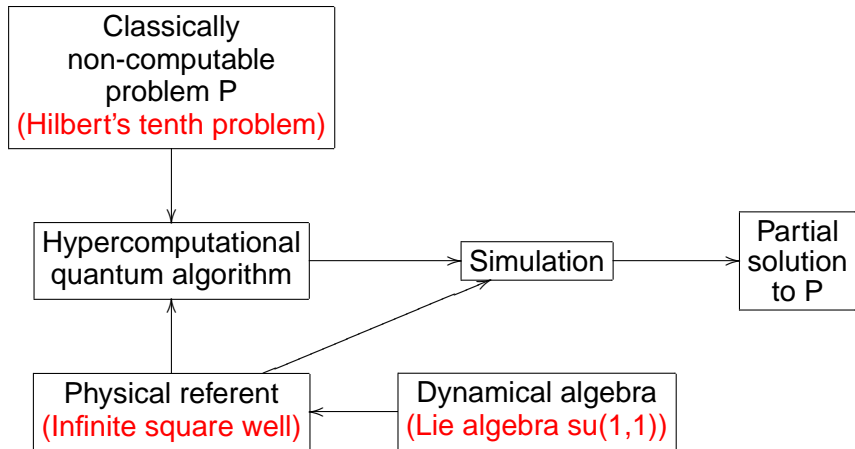 Classically
non-computable
problem P
(Hilbert's tenth problem)
Hypercomputational
quantum algorithm
Simulation
Partial
solution
to P
Physical referent
(Infinite square well)
Dynamical algebra
(Lie algebra su(1,1))